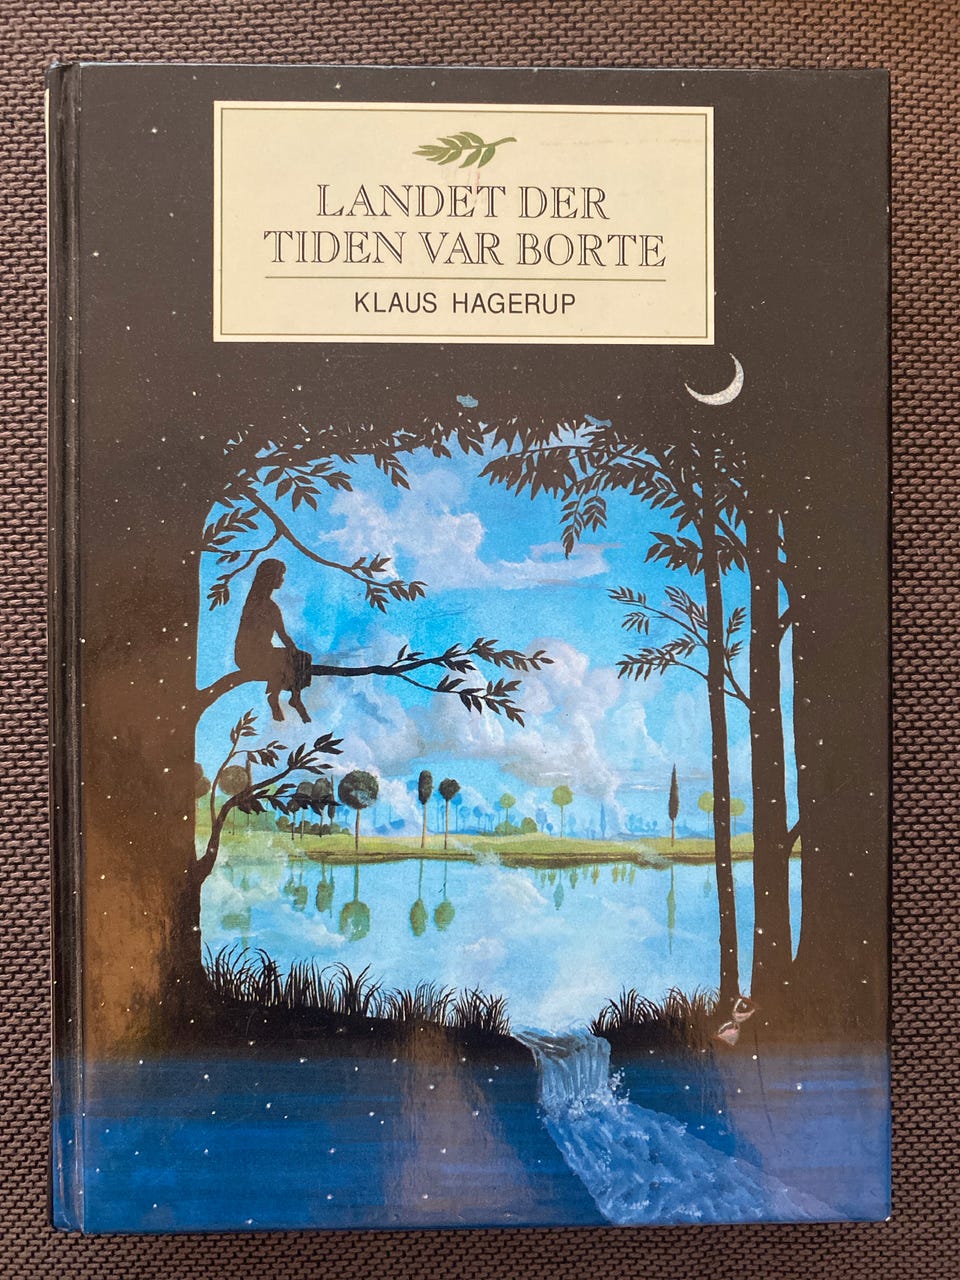 LANDET DER
TIDEN VAR BORTE
KLAUS HAGERUP